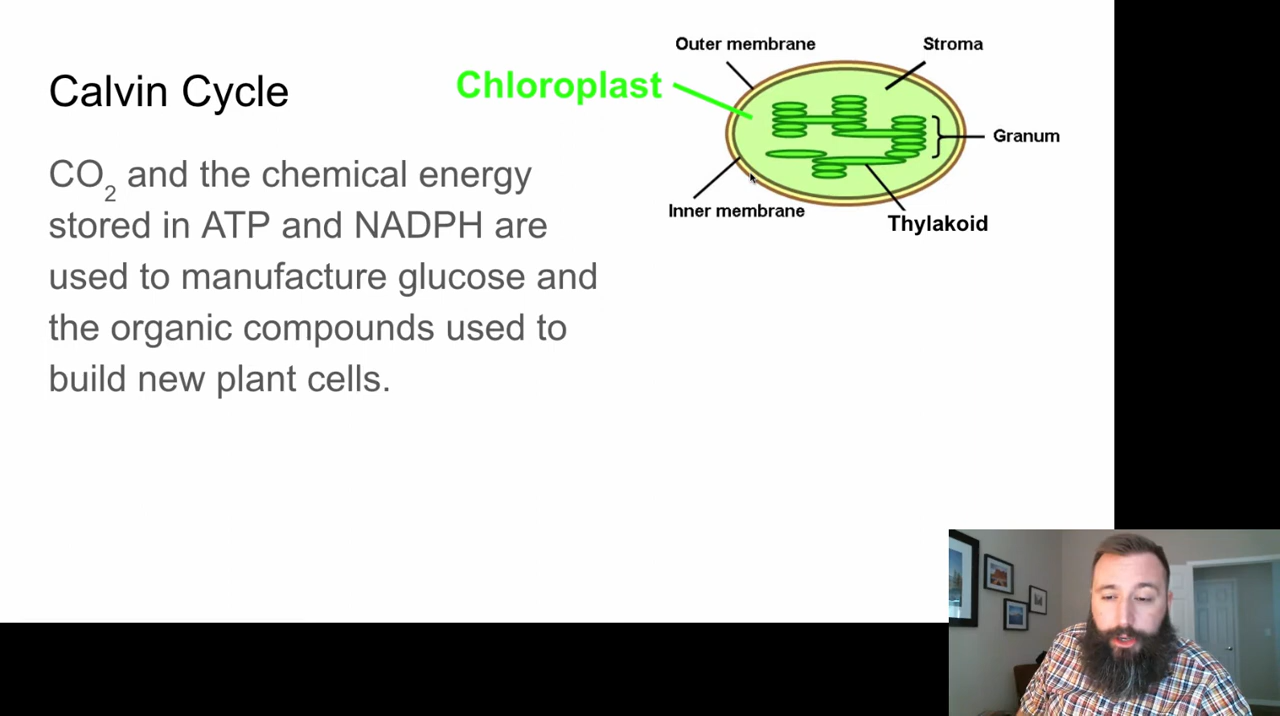 Calvin Cycle
CO₂ and the chemical energy
stored in ATP and NADPH are
used to manufacture glucose and
the organic compounds used to
build new plant cells.
Chloroplast
Outer membrane
Stroma
Granum
Inner membrane
Thylakoid